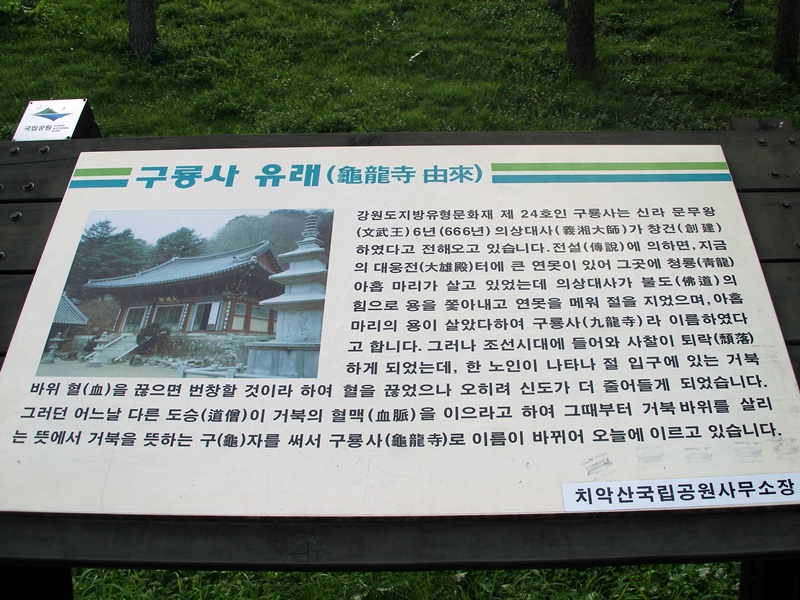 국립공원
구룡사 유래(龜龍寺 由來)
강원도지방유형문화재 제 24호인 구룡사는 신라 문무왕
(文武王)6년(666년) 의상대사(義湘大師)가 창건(創建)
하였다고 전해오고 있습니다. 전설(傳說)에 의하면, 지금
의 대웅전(大雄殿)터에 큰 연못이 있어 그곳에 청룡(靑龍)
아홉 마리가 살고 있었는데 의상대사가 불도(佛道)의
힘으로 용을 쫓아내고 연못을 메워 절을 지었으며, 아홉
마리의 용이 살았다하여 구룡사(九龍寺)라 이름하였다
고 합니다. 그러나 조선시대에 들어와 사찰이 퇴락(頹落)
하게 되었는데, 한 노인이 나타나 절 입구에 있는 거북
바위 혈(血)을 끊으면 번창할 것이라 하여 혈을 끊었으나 오히려 신도가 더 줄어들게 되었습니다.
그러던 어느날 다른 도승(道僧)이 거북의 혈맥(血脈)을 이으라고 하여 그때부터 거북 바위를 살리
는 뜻에서 거북을 뜻하는 구(龜)자를 써서 구룡사(龜龍寺)로 이름이 바뀌어 오늘에 이르고 있습니다.
치악산국립공원사무소장